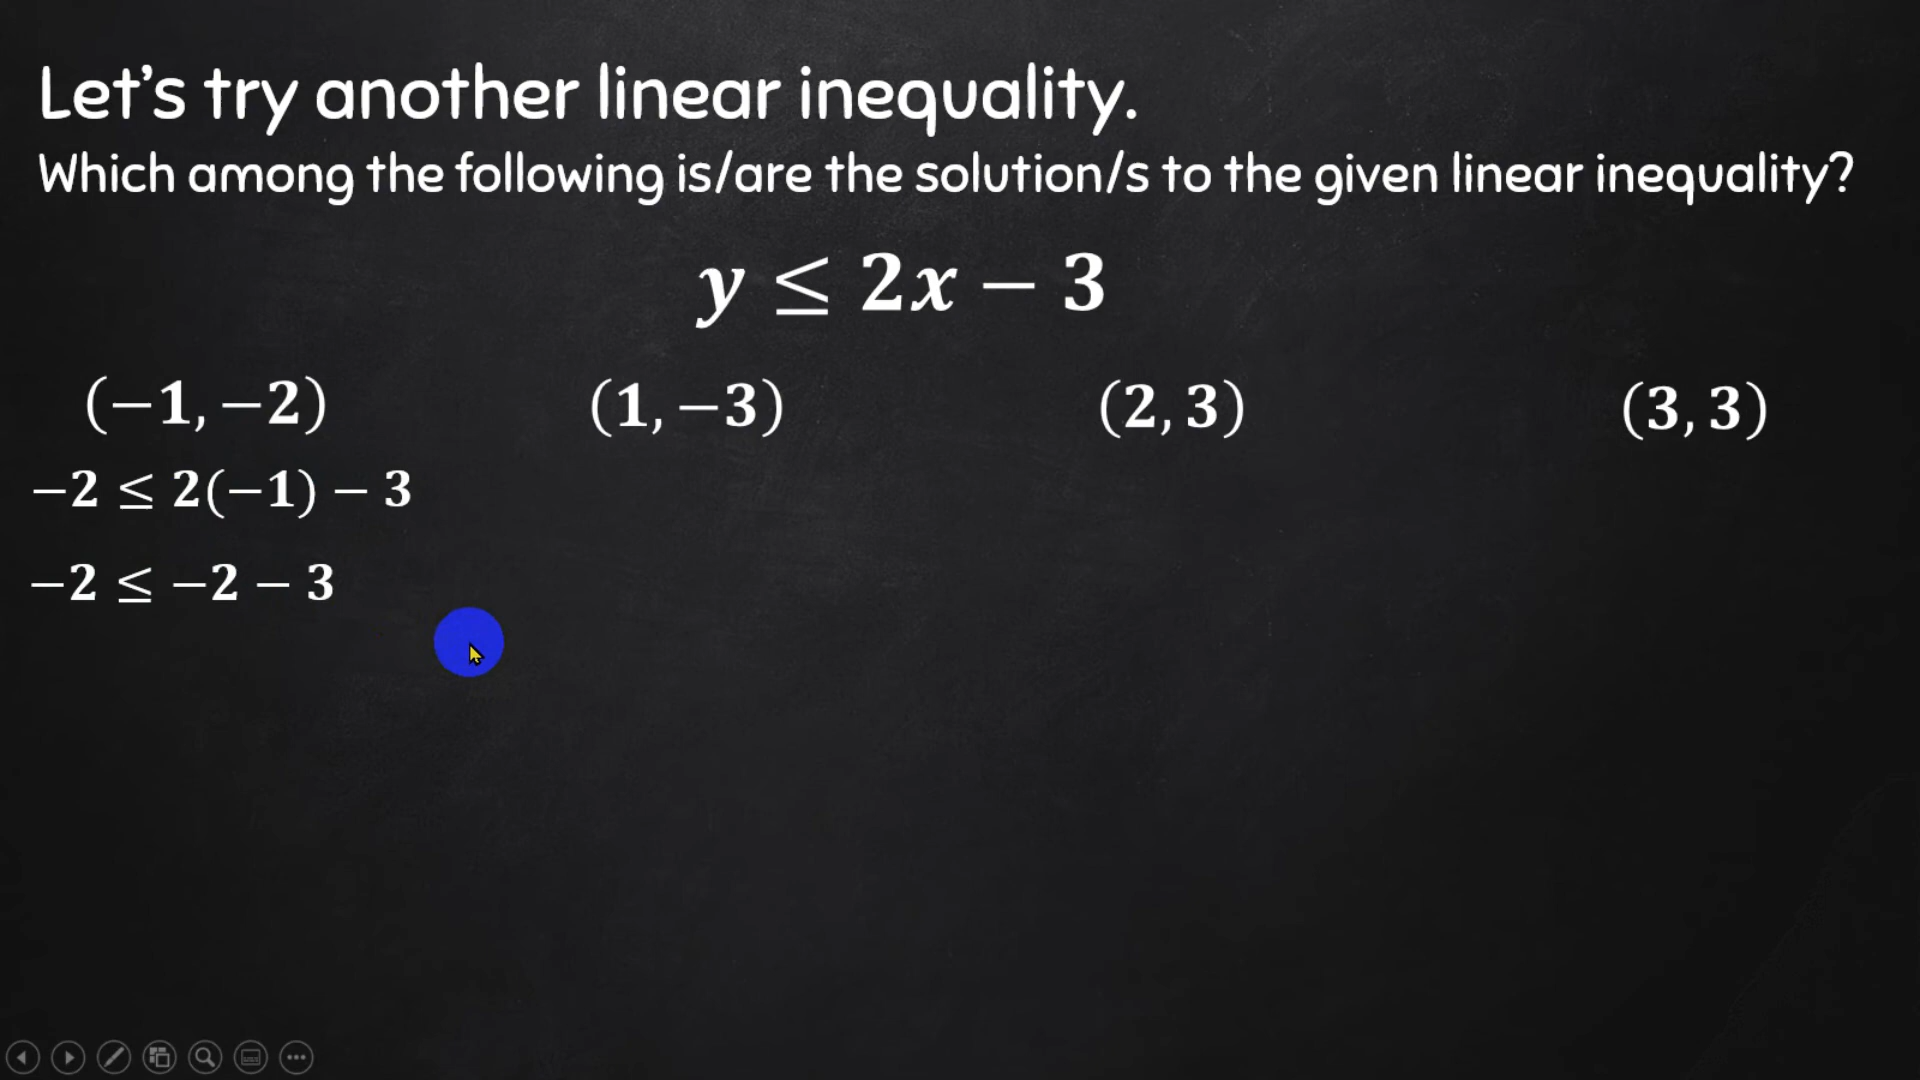 Let's try another linear inequality.
Which among the following is/are the solution/s to the given linear inequality?
y ≤ 2x − 3
(−1, −2) (1, −3) (2, 3) (3, 3)
−2 ≤ 2(−1) − 3
−2 ≤ −2 − 3